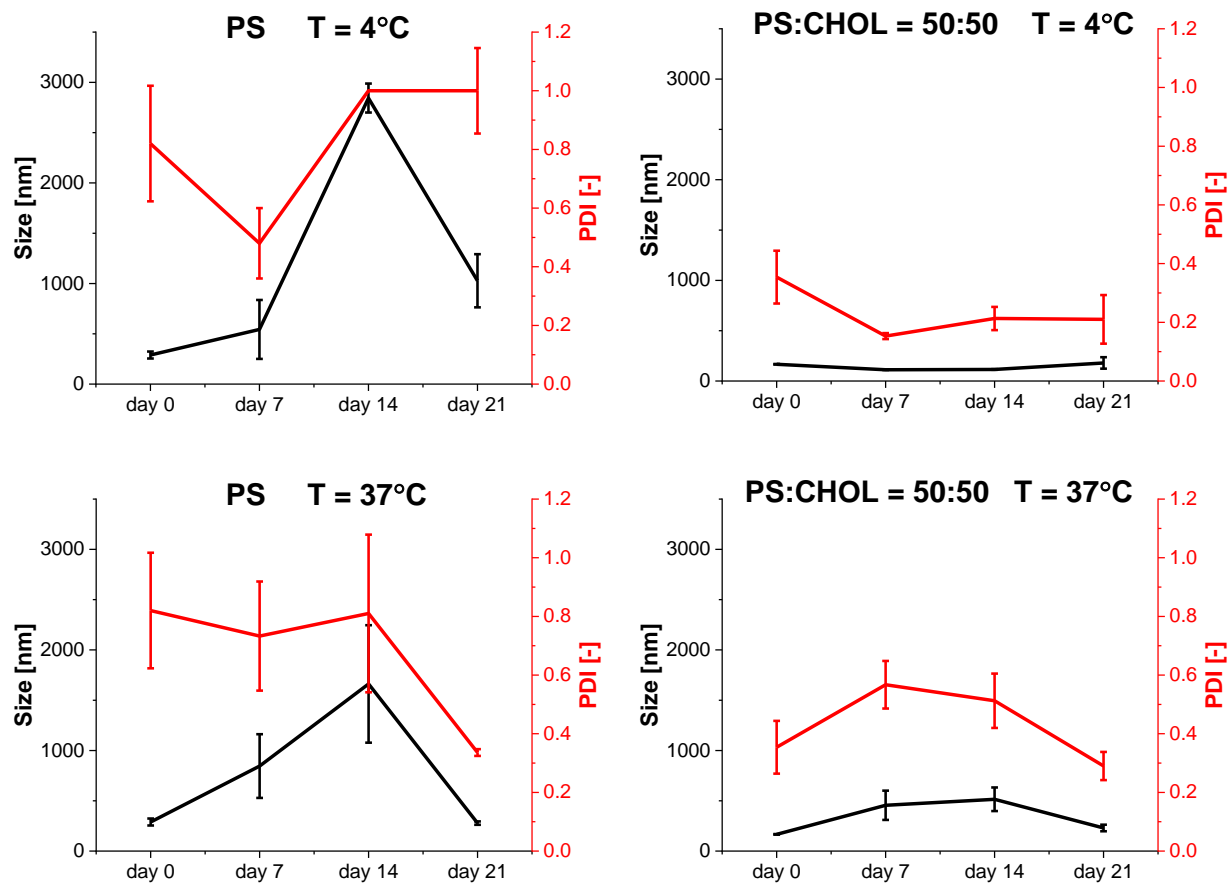 PS T = 4°C
Size [nm]
3000
2000
1000
0
1.2
1.0
0.8
0.6
0.4
0.2
0.0
PDI [-]
day 0 day 7 day 14 day 21
PS:CHOL = 50:50 T = 4°C
Size [nm]
3000
2000
1000
0
1.2
1.0
0.8
0.6
0.4
0.2
0.0
PDI [-]
day 0 day 7 day 14 day 21
PS T = 37°C
Size [nm]
3000
2000
1000
0
1.2
1.0
0.8
0.6
0.4
0.2
0.0
PDI [-]
day 0 day 7 day 14 day 21
PS:CHOL = 50:50 T = 37°C
Size [nm]
3000
2000
1000
0
1.2
1.0
0.8
0.6
0.4
0.2
0.0
PDI [-]
day 0 day 7 day 14 day 21